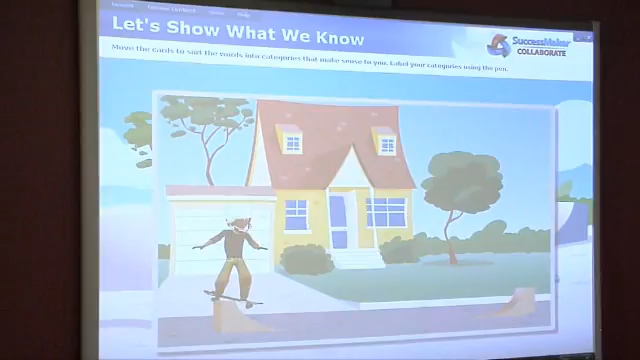 Let's Show What We Know
SuccessMaker
COLLABORATE
Move the cards to sort the words into categories that make sense to you. Label your categories using the pen.